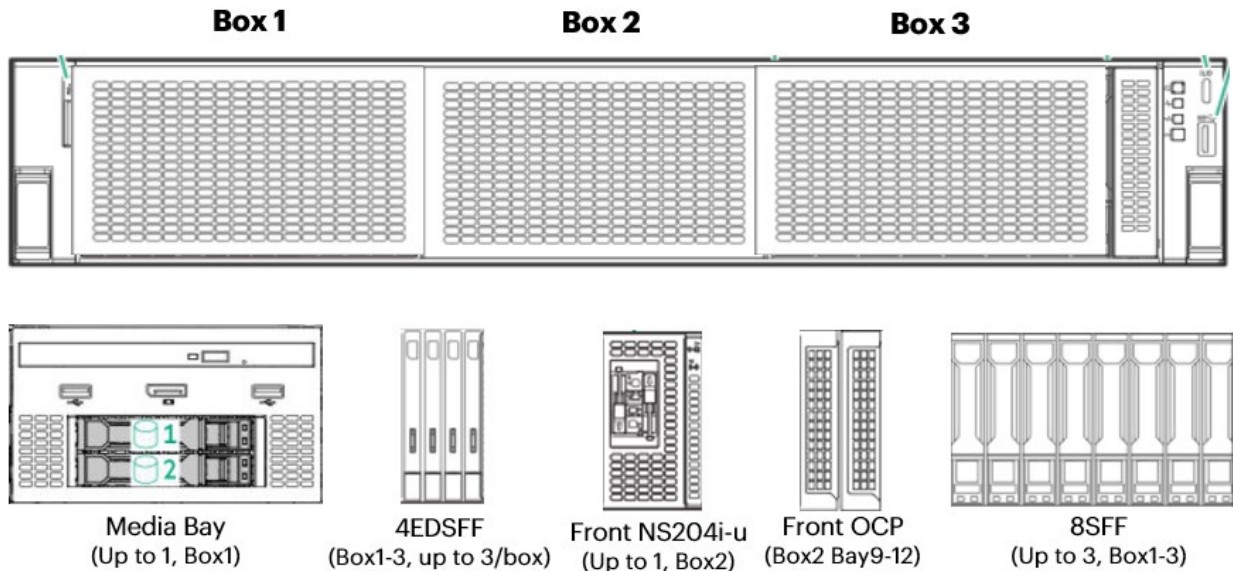 Box 1
Box 2
Box 3
UID
1
2
Media Bay
(Up to 1, Box1)
4EDSFF
(Box1-3, up to 3/box)
Front NS204i-u
(Up to 1, Box2)
Front OCP
(Box2 Bay9-12)
8SFF
(Up to 3, Box1-3)